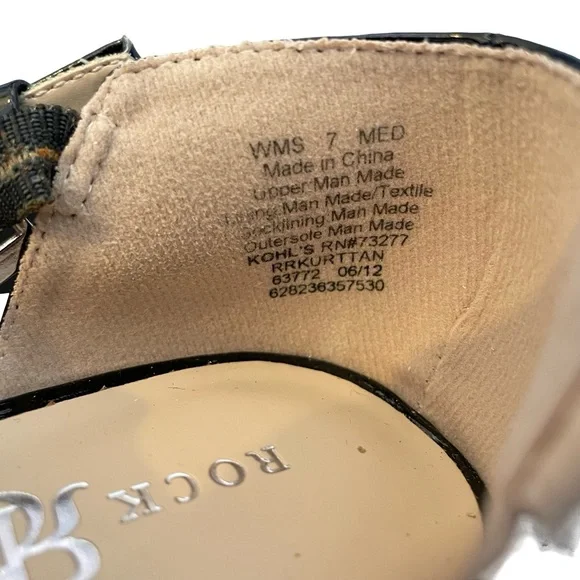 WMS 7 MED
Made in China
Upper Man Made
Lining Man Made/Textile
Socklining Man Made
Outersole Man Made
KOHL'S RN#73277
RRKURTTAN
63772 06/12
628236357530
ROCK
R